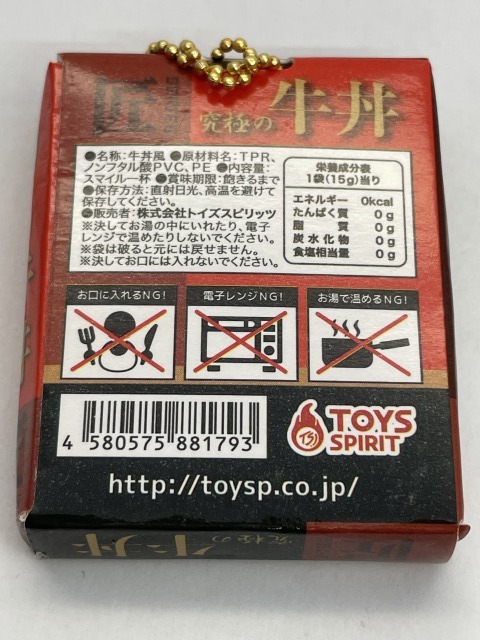 匠
究極の牛丼
●名称:牛丼風●原材料名:TPR、
ノンフタル酸PVC、PE●内容量:
スマイル一杯●賞味期限:飽きるまで
●保存方法:直射日光、高温を避けて
保存してください。
●販売者:株式会社トイズスピリッツ
※決してお湯の中にいれたり、電子
レンジで温めたりしないでください。
※袋は破ると元には戻せません。
※決してお口には入れないでください。
栄養成分表
1袋(15g)当り
エネルギー 0kcal
たんぱく質 0g
脂質 0g
炭水化物 0g
食塩相当量 0g
お口に入れるNG!
電子レンジNG!
お湯で温めるNG!
4 580575 881793
TOYS
SPIRIT
http://toysp.co.jp/
究極の牛丼
匠